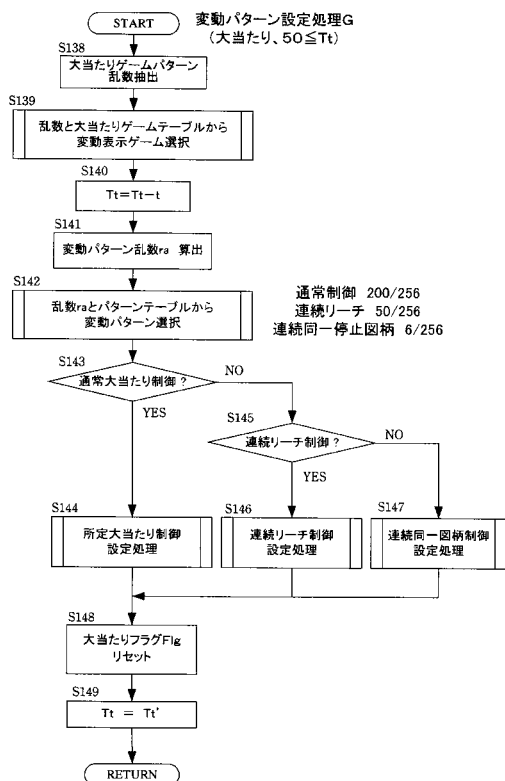 変動パターン設定処理G
(大当たり、50≦Tt)
START
S138
大当たりゲームパターン
乱数抽出
S139
乱数と大当たりゲームテーブルから
変動表示ゲーム選択
S140
Tt=Tt-t
S141
変動パターン乱数ra 算出
S142
乱数raとパターンテーブルから
変動パターン選択
通常制御 200/256
連続リーチ 50/256
連続同一停止図柄 6/256
S143
通常大当たり制御?
NO
YES
S145
連続リーチ制御?
NO
YES
S144
所定大当たり制御
設定処理
S146
連続リーチ制御
設定処理
S147
連続同一図柄制御
設定処理
S148
大当たりフラグFlg
リセット
S149
Tt = Tt'
RETURN